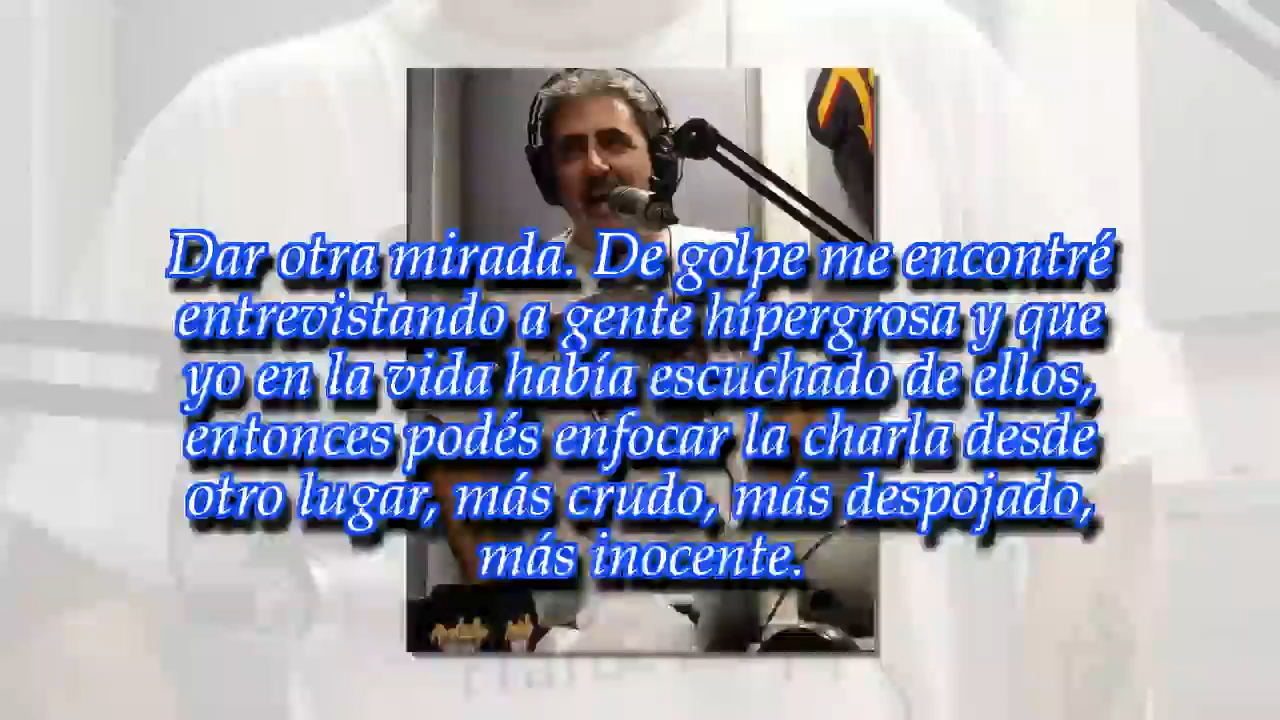 Dar otra mirada. De golpe me encontré
entrevistando a gente hípergrosa y que
yo en la vida había escuchado de ellos,
entonces podés enfocar la charla desde
otro lugar, más crudo, más despojado,
más inocente.